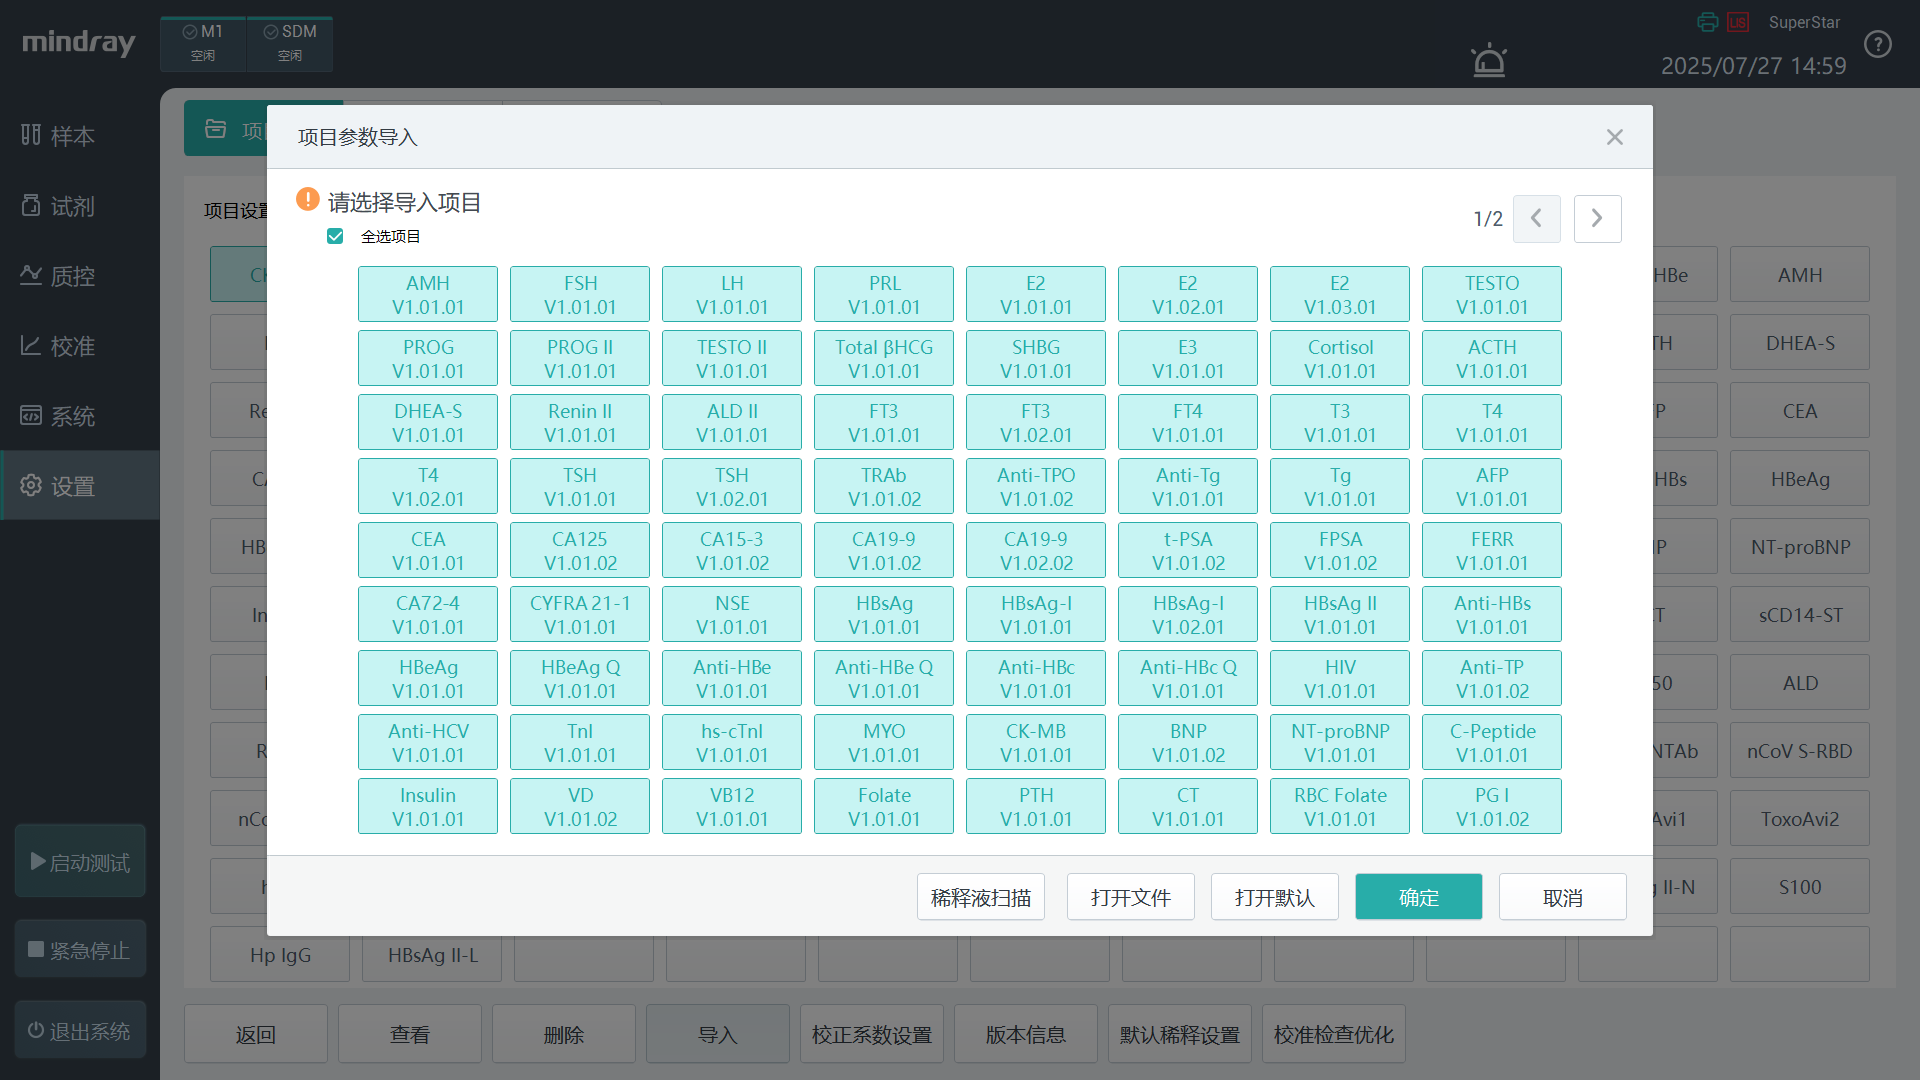 mindray
M1
空闲
SDM
空闲
LIS
SuperStar
2025/07/27 14:59
样本
试剂
质控
校准
系统
设置
启动测试
紧急停止
退出系统
项目参数导入
请选择导入项目
全选项目
1/2
AMH FSH LH PRL E2 E2 E2 TESTO
V1.01.01 V1.01.01 V1.01.01 V1.01.01 V1.01.01 V1.02.01 V1.03.01 V1.01.01
PROG PROG II TESTO II Total βHCG SHBG E3 Cortisol ACTH
V1.01.01 V1.01.01 V1.01.01 V1.01.01 V1.01.01 V1.01.01 V1.01.01 V1.01.01
DHEA-S Renin II ALD II FT3 FT3 FT4 T3 T4
V1.01.01 V1.01.01 V1.01.01 V1.01.01 V1.02.01 V1.01.01 V1.01.01 V1.01.01
T4 TSH TSH TRAb Anti-TPO Anti-Tg Tg AFP
V1.02.01 V1.01.01 V1.02.01 V1.01.02 V1.01.02 V1.01.01 V1.01.01 V1.01.01
CEA CA125 CA15-3 CA19-9 CA19-9 t-PSA FPSA FERR
V1.01.01 V1.01.02 V1.01.02 V1.01.02 V1.02.02 V1.01.02 V1.01.02 V1.01.01
CA72-4 CYFRA 21-1 NSE HBsAg HBsAg-I HBsAg-I HBsAg II Anti-HBs
V1.01.01 V1.01.01 V1.01.01 V1.01.01 V1.01.01 V1.02.01 V1.01.01 V1.01.01
HBeAg HBeAg Q Anti-HBe Anti-HBe Q Anti-HBc Anti-HBc Q HIV Anti-TP
V1.01.01 V1.01.01 V1.01.01 V1.01.01 V1.01.01 V1.01.01 V1.01.01 V1.01.02
Anti-HCV TnI hs-cTnI MYO CK-MB BNP NT-proBNP C-Peptide
V1.01.01 V1.01.01 V1.01.01 V1.01.01 V1.01.01 V1.01.02 V1.01.01 V1.01.01
Insulin VD VB12 Folate PTH CT RBC Folate PG I
V1.01.01 V1.01.02 V1.01.01 V1.01.01 V1.01.01 V1.01.01 V1.01.01 V1.01.02
稀释液扫描 打开文件 打开默认 确定 取消
项目设置
HBe AMH
TH DHEA-S
Re P CEA
CA HBs HBeAg
HB NT-proBNP
In sCD14-ST
50 ALD
R NTAb nCoV S-RBD
nCo Avi1 ToxoAvi2
II-N S100
Hp IgG HBsAg II-L
返回 查看 删除 导入 校正系数设置 版本信息 默认稀释设置 校准检查优化